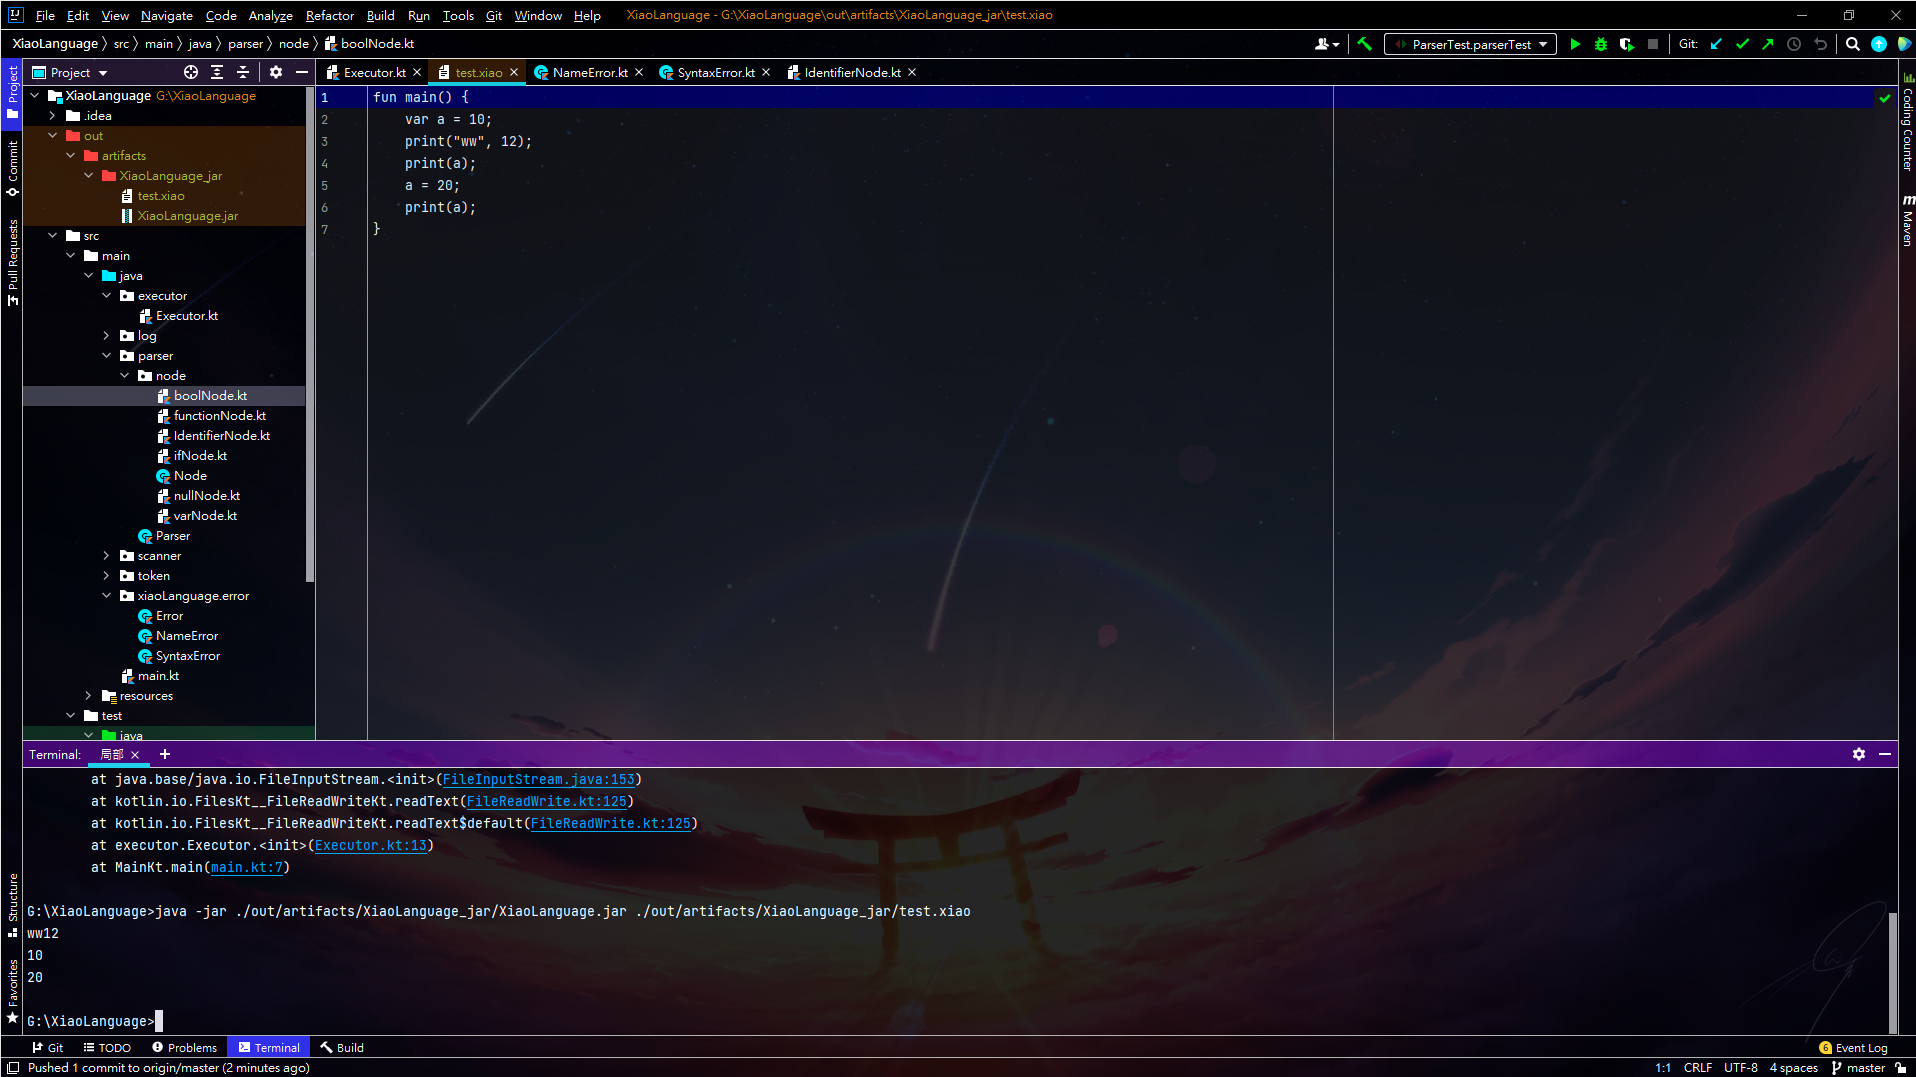 File Edit View Navigate Code Analyze Refactor Build Run Tools Git Window Help XiaoLanguage - G:\XiaoLanguage\out\artifacts\XiaoLanguage_jar\test.xiao
XiaoLanguage 〉 src 〉 main 〉 java 〉 parser 〉 node 〉 boolNode.kt
ParserTest.parserTest
Git:
Project
Executor.kt
test.xiao
NameError.kt
SyntaxError.kt
IdentifierNode.kt
Project
Commit
Pull Requests
Structure
Favorites
XiaoLanguage G:\XiaoLanguage
.idea
out
artifacts
XiaoLanguage_jar
test.xiao
XiaoLanguage.jar
src
main
java
executor
Executor.kt
log
parser
node
boolNode.kt
functionNode.kt
IdentifierNode.kt
ifNode.kt
Node
nullNode.kt
varNode.kt
Parser
scanner
token
xiaoLanguage.error
Error
NameError
SyntaxError
main.kt
resources
test
java
1 fun main() {
2 var a = 10;
3 print("ww", 12);
4 print(a);
5 a = 20;
6 print(a);
7 }
Coding Counter
Maven
Terminal: 局部 +
at java.base/java.io.FileInputStream.<init>(FileInputStream.java:153)
at kotlin.io.FilesKt__FileReadWriteKt.readText(FileReadWrite.kt:125)
at kotlin.io.FilesKt__FileReadWriteKt.readText$default(FileReadWrite.kt:125)
at executor.Executor.<init>(Executor.kt:13)
at MainKt.main(main.kt:7)
G:\XiaoLanguage>java -jar ./out/artifacts/XiaoLanguage_jar/XiaoLanguage.jar ./out/artifacts/XiaoLanguage_jar/test.xiao
ww12
10
20
G:\XiaoLanguage>
Git TODO Problems Terminal Build
6 Event Log
Pushed 1 commit to origin/master (2 minutes ago)
1:1 CRLF UTF-8 4 spaces master